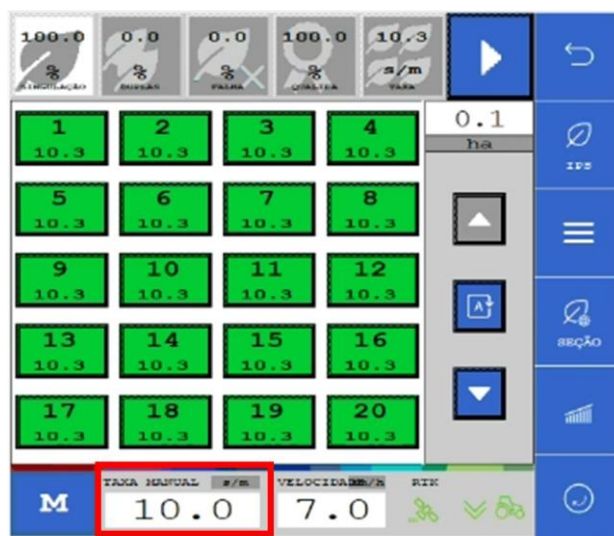 100.0 0.0 0.0 100.0 10.3
% % % % s/m
SINGULAÇÃO DUPLAS FALHA QUALIDA TAXA
0.1
ha
IPS
1 2 3 4
10.3 10.3 10.3 10.3
5 6 7 8
10.3 10.3 10.3 10.3
9 10 11 12
10.3 10.3 10.3 10.3
A
SEÇÃO
13 14 15 16
10.3 10.3 10.3 10.3
17 18 19 20
10.3 10.3 10.3 10.3
M
TAXA MANUAL s/m VELOCIDADE km/h RTK
10.0 7.0